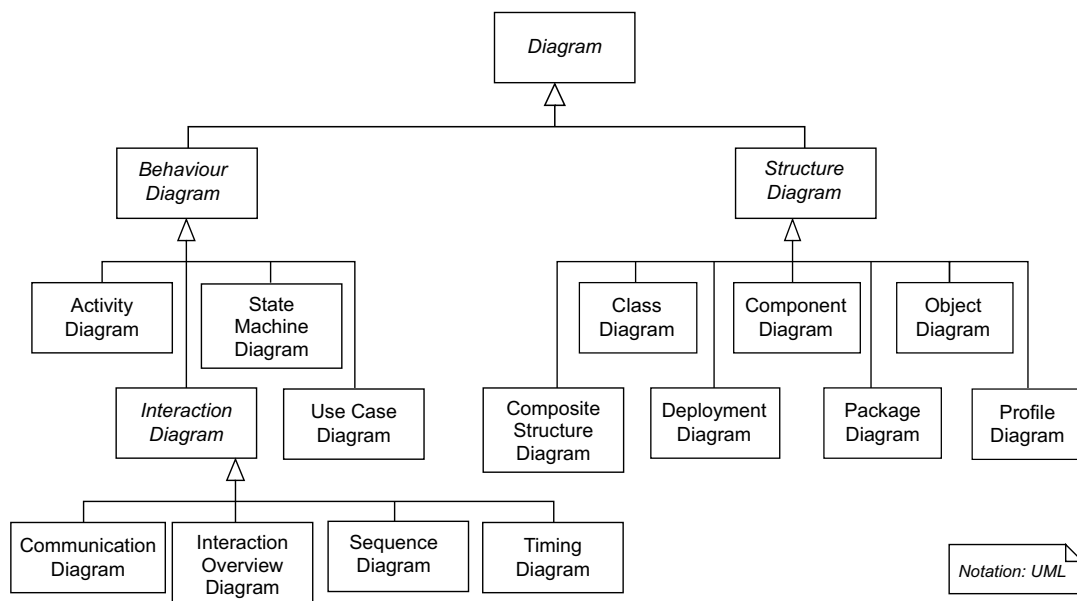 Diagram
Behaviour
Diagram
Structure
Diagram
Activity
Diagram
State
Machine
Diagram
Class
Diagram
Component
Diagram
Object
Diagram
Interaction
Diagram
Use Case
Diagram
Composite
Structure
Diagram
Deployment
Diagram
Package
Diagram
Profile
Diagram
Communication
Diagram
Interaction
Overview
Diagram
Sequence
Diagram
Timing
Diagram
Notation: UML